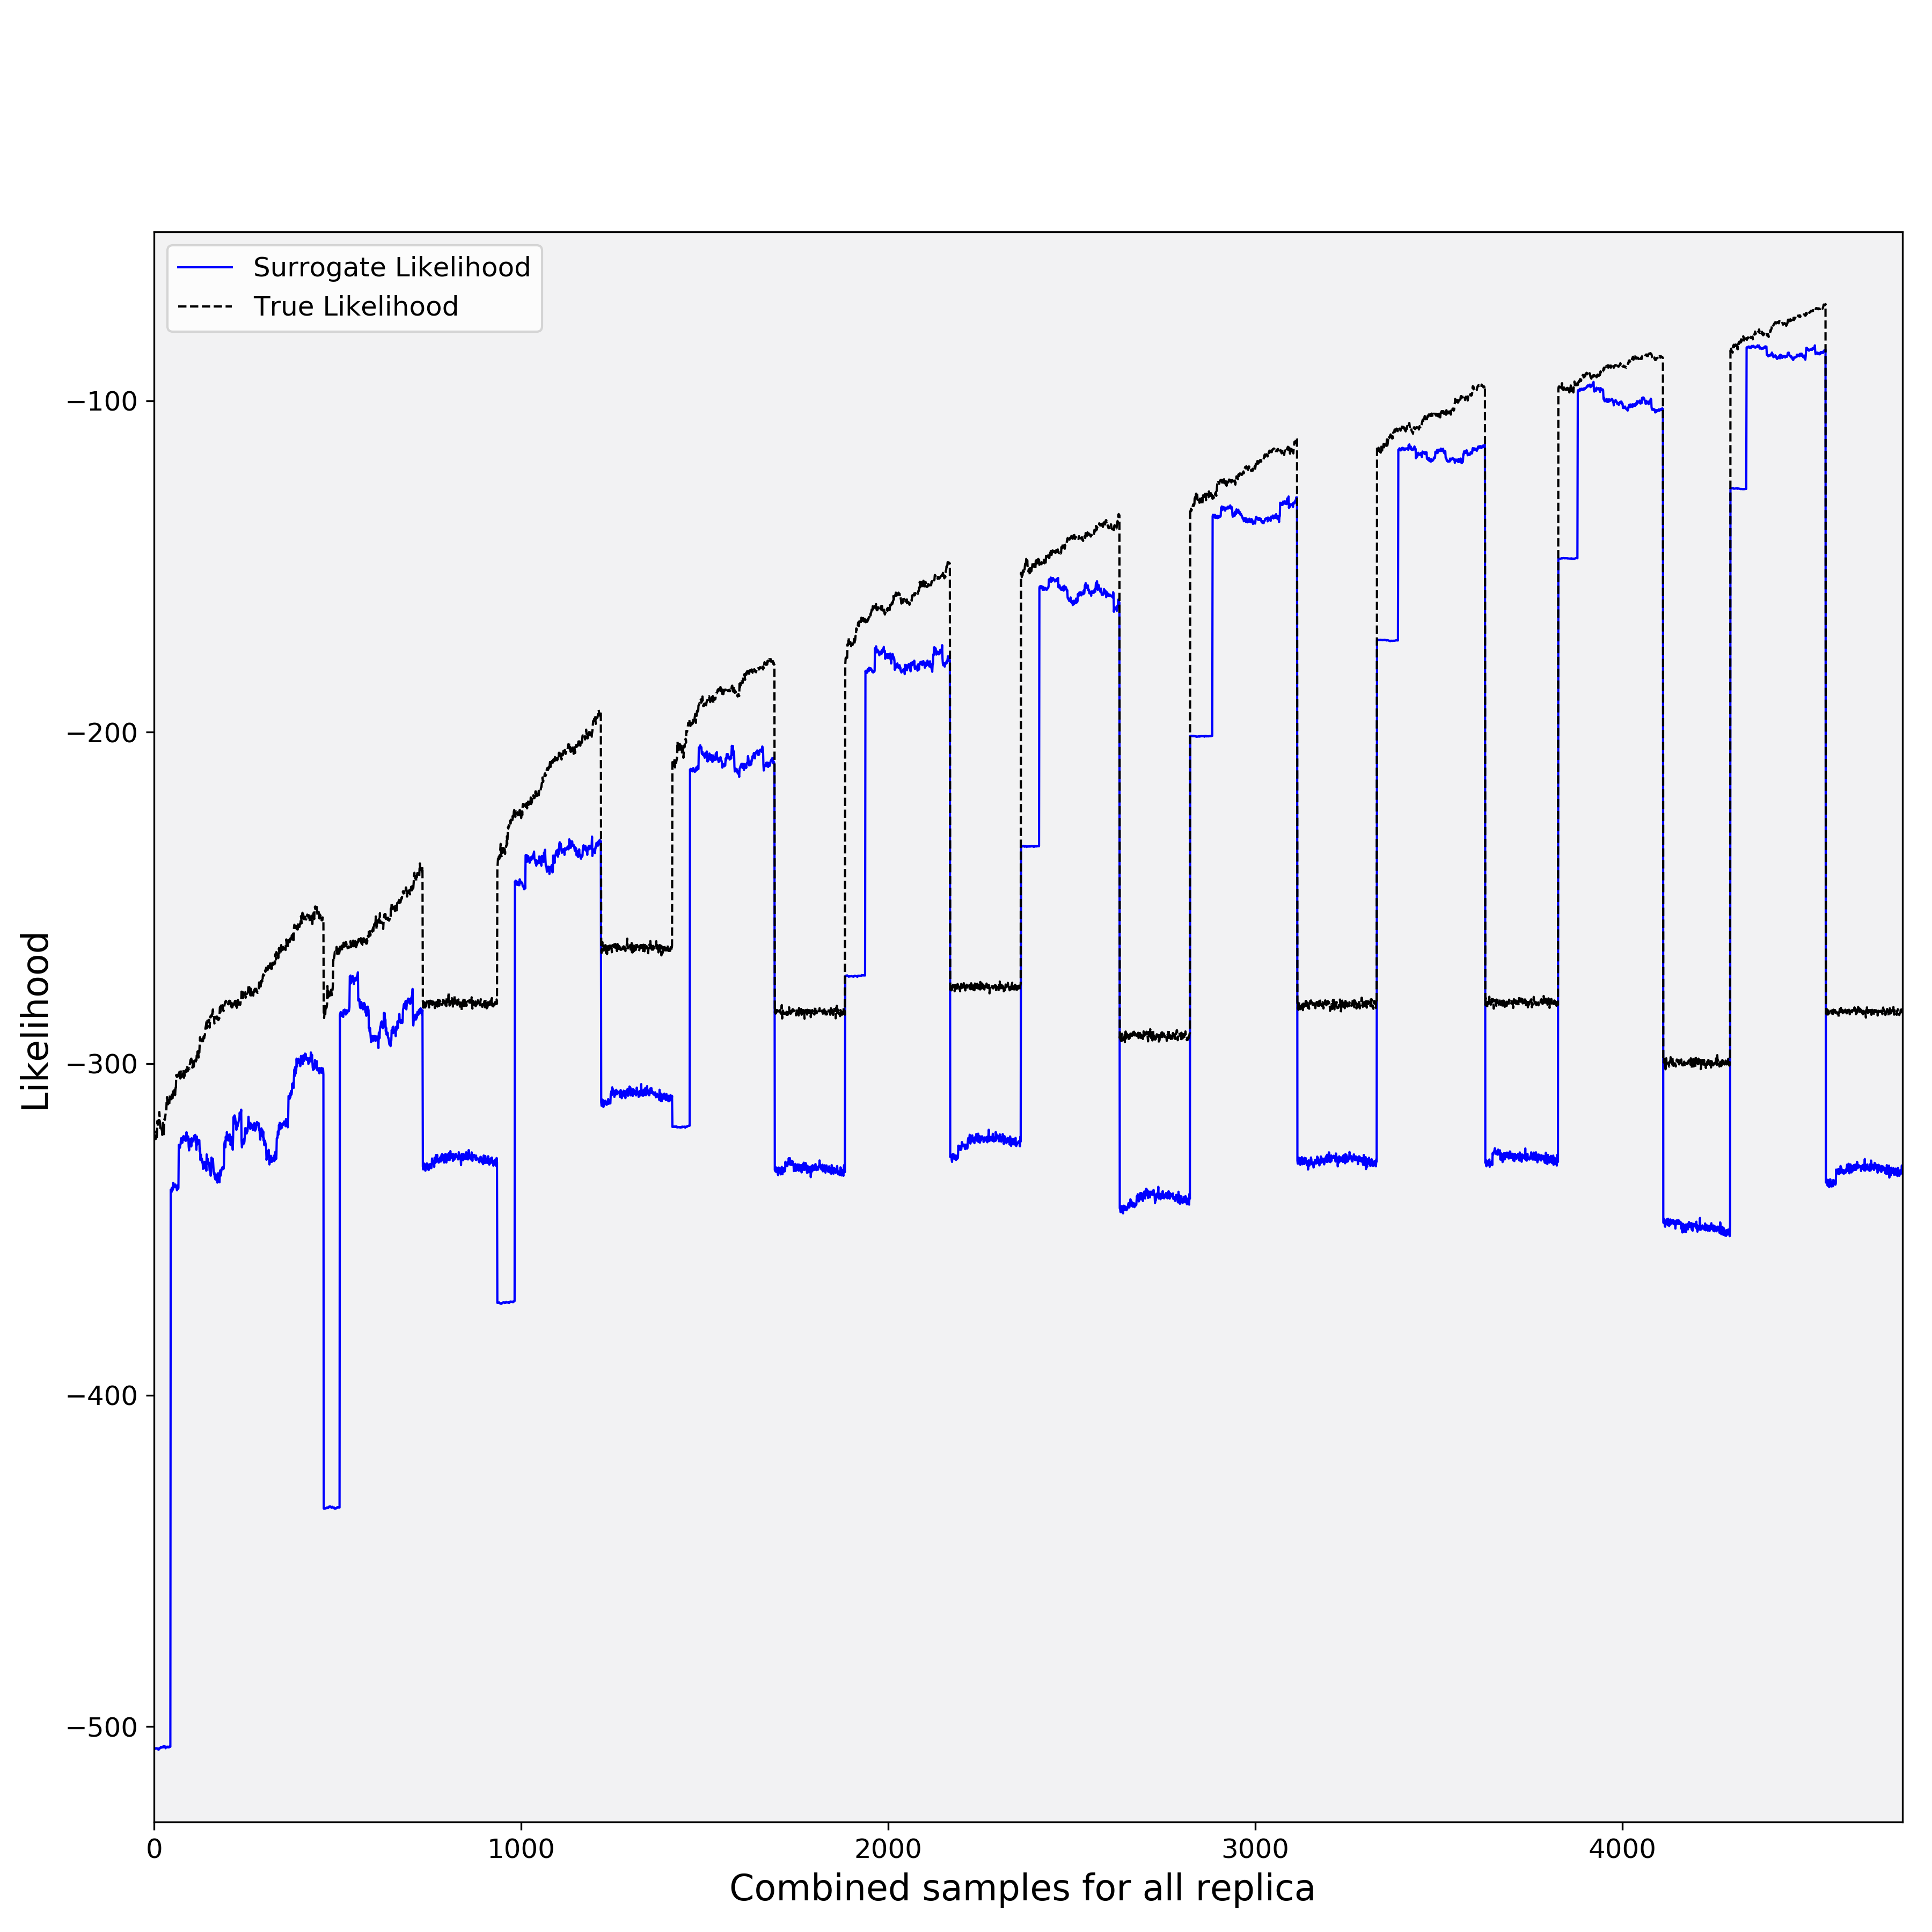 Surrogate Likelihood
True Likelihood
−100
−200
−300
−400
−500
Likelihood
0 1000 2000 3000 4000
Combined samples for all replica